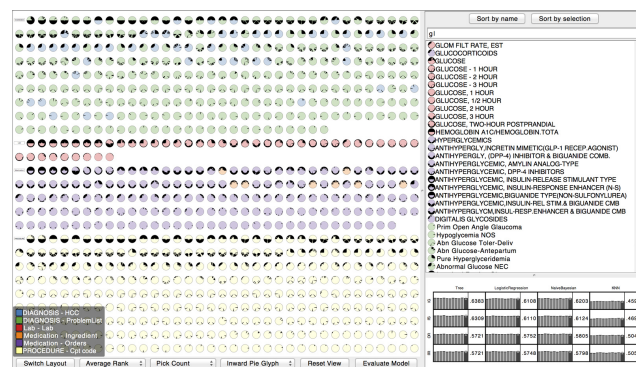 Sort by name Sort by selection
gl
GLOM FILT RATE, EST
GLUCOCORTICOIDS
GLUCOSE
GLUCOSE - 1 HOUR
GLUCOSE - 2 HOUR
GLUCOSE - 3 HOUR
GLUCOSE, 1 HOUR
GLUCOSE, 1/2 HOUR
GLUCOSE, 2 HOUR
GLUCOSE, 3 HOUR
GLUCOSE, TWO-HOUR POSTPRANDIAL
HEMOGLOBIN A1C/HEMOGLOBIN.TOTA
HYPERGLYCEMICS
ANTIHYPERGLY,INCRETIN MIMETIC(GLP-1 RECEP.AGONIST)
ANTIHYPERGLY, (DPP-4) INHIBITOR & BIGUANIDE COMB.
ANTIHYPERGLYCEMIC, AMYLIN ANALOG-TYPE
ANTIHYPERGLYCEMIC, DPP-4 INHIBITORS
ANTIHYPERGLYCEMIC, INSULIN-RELEASE STIMULANT TYPE
ANTIHYPERGLYCEMIC, INSULIN-RESPONSE ENHANCER (N-S)
ANTIHYPERGLYCEMIC,BIGUANIDE TYPE(NON-SULFONYLUREA)
ANTIHYPERGLYCEMIC,INSULIN-REL STIM.& BIGUANIDE CMB
ANTIHYPERGLYCM,INSUL-RESP.ENHANCER & BIGUANIDE CMB
DIGITALIS GLYCOSIDES
Prim Open Angle Glaucoma
Hypoglycemia NOS
Abn Glucose Toler-Deliv
Abn Glucose-Antepartum
Pure Hyperglyceridemia
Abnormal Glucose NEC
Tree LogisticRegression NaiveBayesian
.6383 .6108 .6203
.6309 .6110 .6124
.5721 .5752 .5805
.5721 .5748 .5798
DIAGNOSIS - HCC
DIAGNOSIS - ProblemList
Lab - Lab
Medication - Ingredient
Medication - Orders
PROCEDURE - Cpt code
Switch Layout Average Rank Pick Count Inward Pie Glyph Reset View Evaluate Model